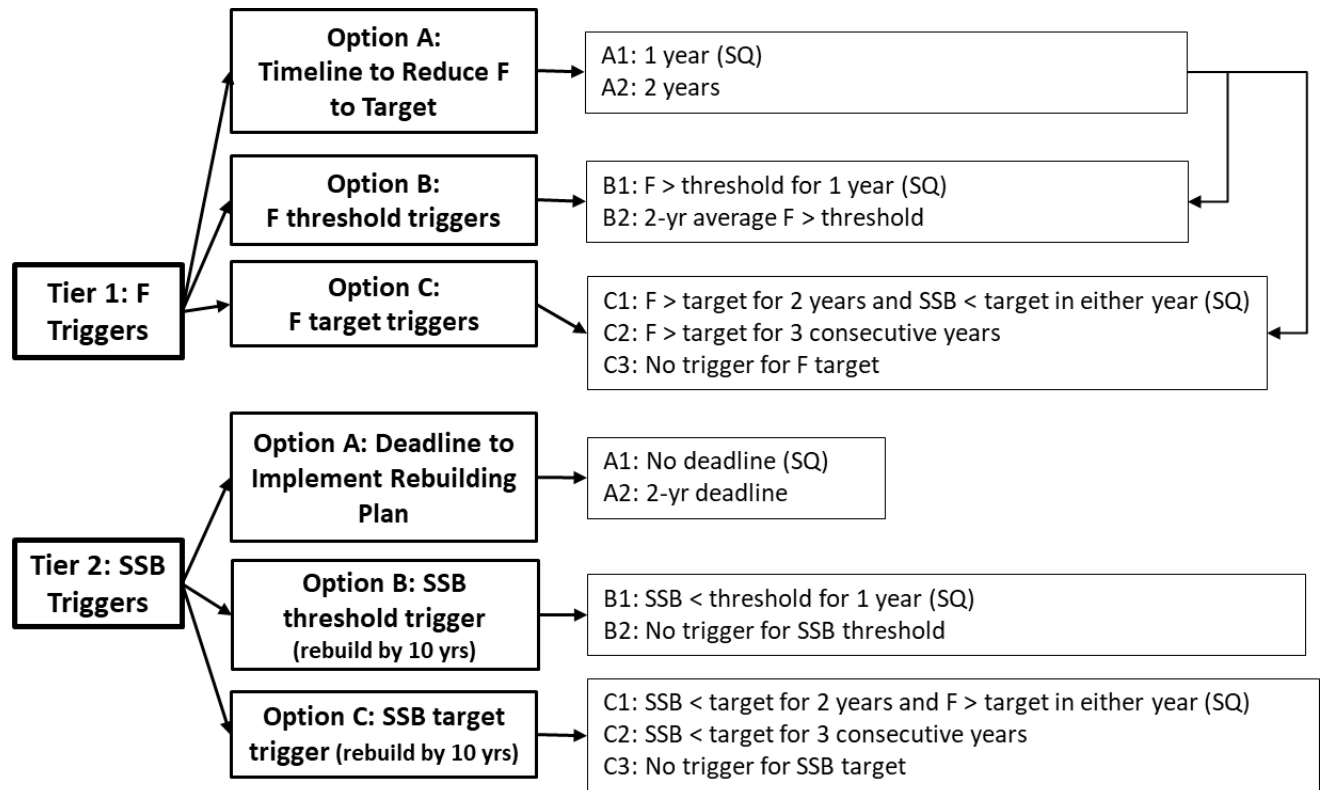 Option A:
Timeline to Reduce F
to Target
A1: 1 year (SQ)
A2: 2 years
Option B:
F threshold triggers
B1: F > threshold for 1 year (SQ)
B2: 2-yr average F > threshold
Tier 1: F
Triggers
Option C:
F target triggers
C1: F > target for 2 years and SSB < target in either year (SQ)
C2: F > target for 3 consecutive years
C3: No trigger for F target
Option A: Deadline to
Implement Rebuilding
Plan
A1: No deadline (SQ)
A2: 2-yr deadline
Tier 2: SSB
Triggers
Option B: SSB
threshold trigger
(rebuild by 10 yrs)
B1: SSB < threshold for 1 year (SQ)
B2: No trigger for SSB threshold
Option C: SSB target
trigger (rebuild by 10 yrs)
C1: SSB < target for 2 years and F > target in either year (SQ)
C2: SSB < target for 3 consecutive years
C3: No trigger for SSB target